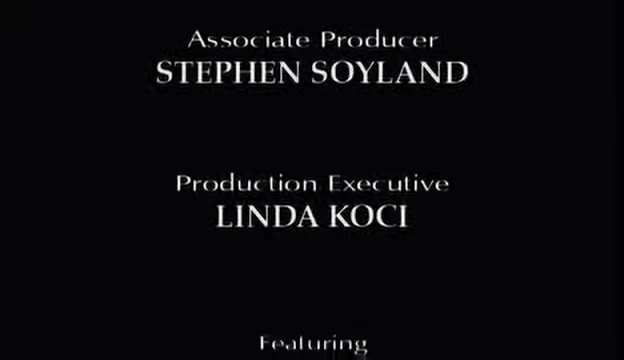 Associate Producer
STEPHEN SOYLAND
Production Executive
LINDA KOCI
Featuring